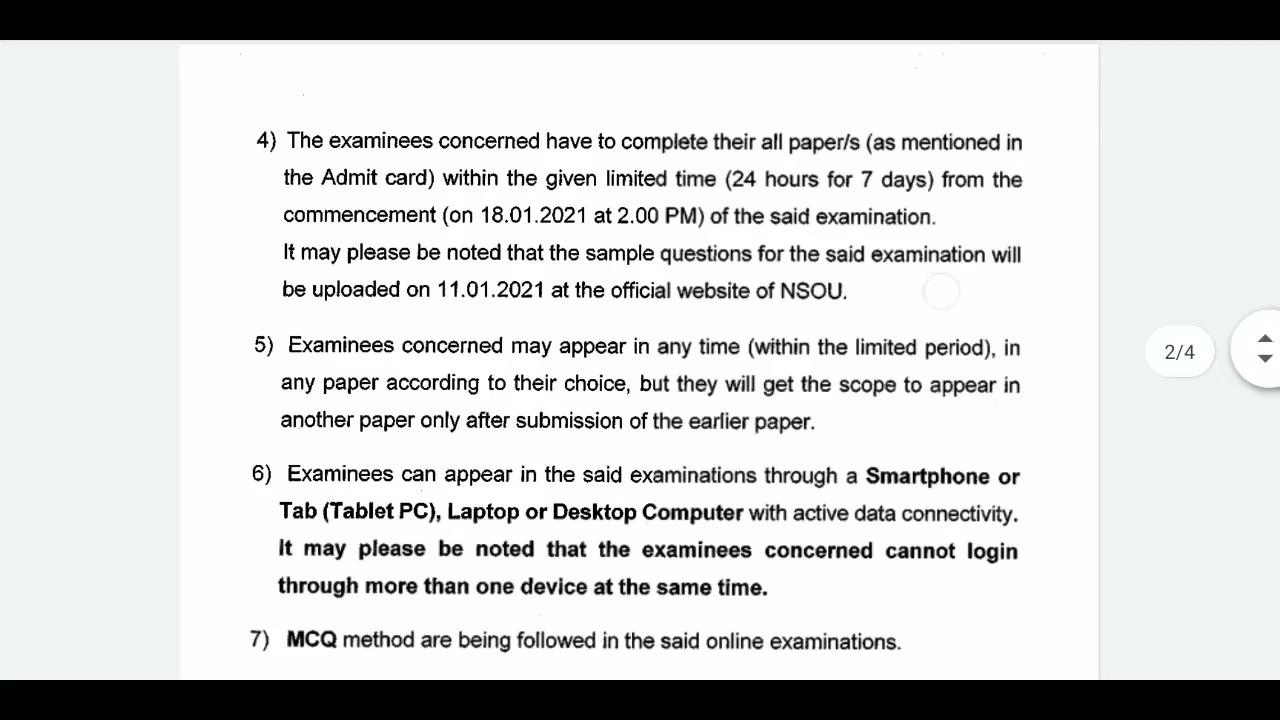 4) The examinees concerned have to complete their all paper/s (as mentioned in
the Admit card) within the given limited time (24 hours for 7 days) from the
commencement (on 18.01.2021 at 2.00 PM) of the said examination.
It may please be noted that the sample questions for the said examination will
be uploaded on 11.01.2021 at the official website of NSOU.
5) Examinees concerned may appear in any time (within the limited period), in
any paper according to their choice, but they will get the scope to appear in
another paper only after submission of the earlier paper.
2/4
6) Examinees can appear in the said examinations through a Smartphone or
Tab (Tablet PC), Laptop or Desktop Computer with active data connectivity.
It may please be noted that the examinees concerned cannot login
through more than one device at the same time.
7) MCQ method are being followed in the said online examinations.